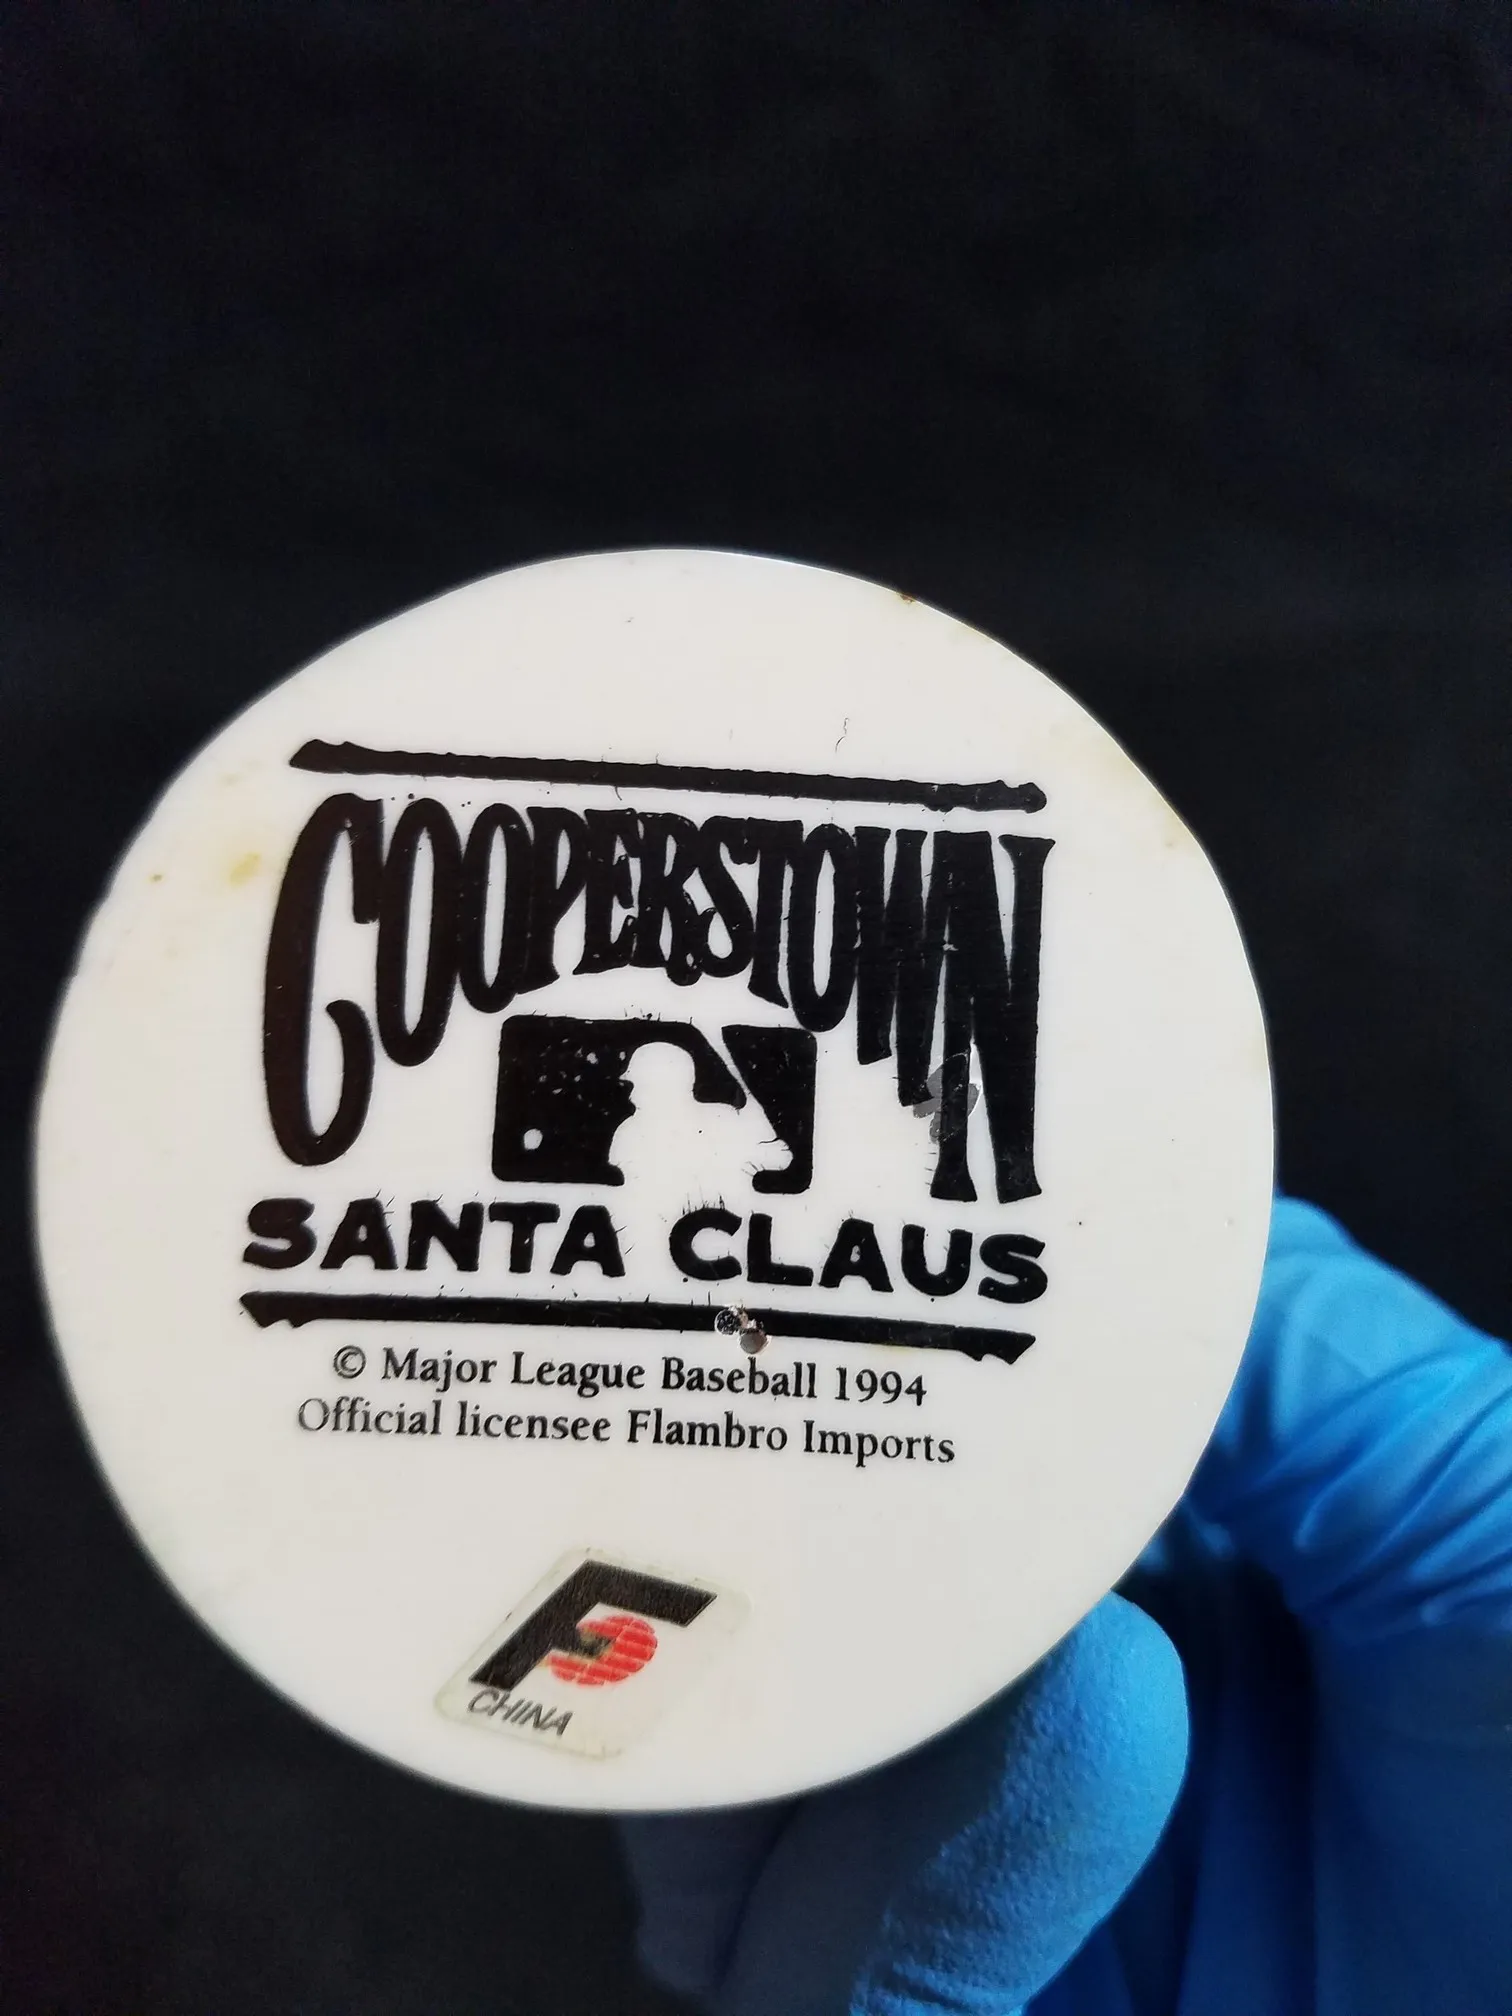 COOPERSTOWN
SANTA CLAUS
© Major League Baseball 1994
Official licensee Flambro Imports
F
CHINA